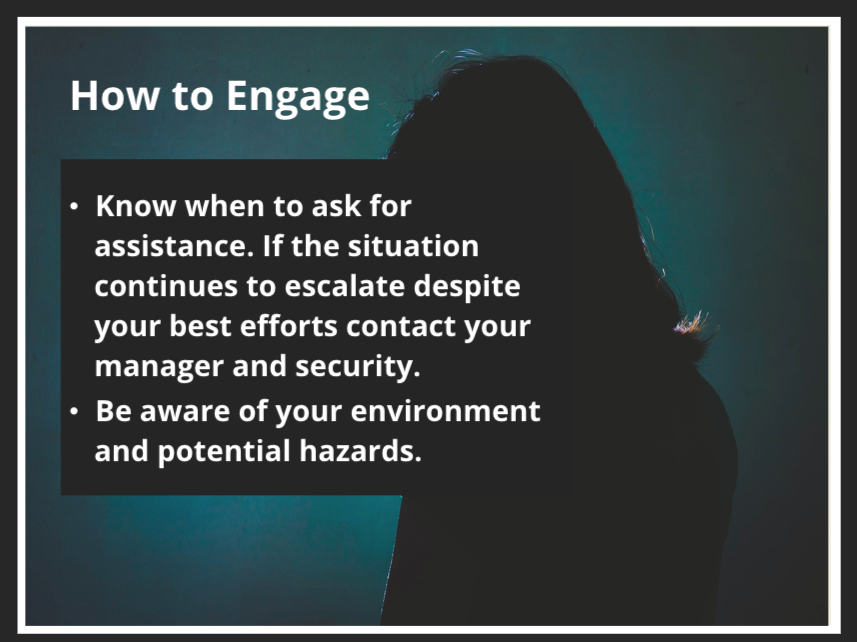 How to Engage
• Know when to ask for
assistance. If the situation
continues to escalate despite
your best efforts contact your
manager and security.
• Be aware of your environment
and potential hazards.